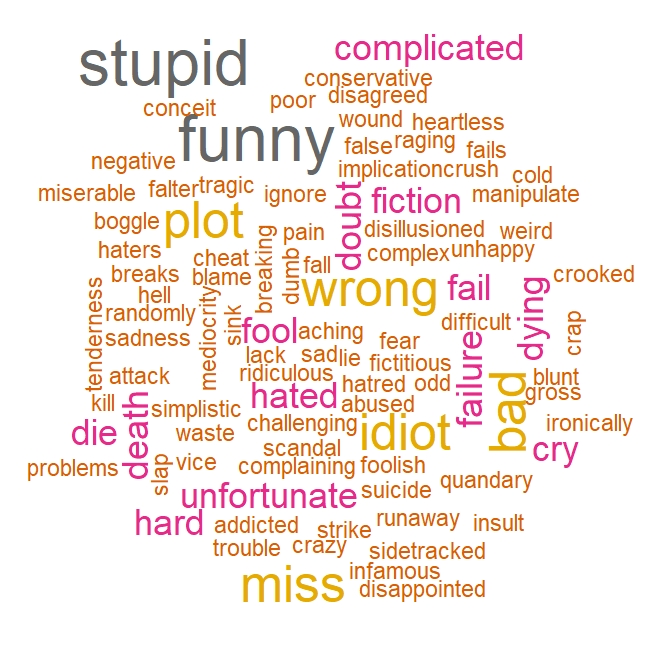 complicated
stupid
conservative
poor
disagreed
conceit
wound
heartless
funny
false
raging
fails
negative
implication
crush
cold
miserable
falter
tragic
ignore
doubt
fiction
manipulate
boggle
plot
pain
disillusioned
weird
haters
cheat
breaking
dumb
fall
complex
unhappy
breaks
blame
wrong
fail
dying
crooked
hell
tenderness
randomly
mediocrity
sink
fool
aching
difficult
crap
sadness
fear
failure
lack
sad
lie
fictitious
attack
ridiculous
hatred
odd
bad
blunt
gross
kill
death
simplistic
hated
abused
die
waste
challenging
idiot
ironically
scandal
cry
problems
slap
vice
complaining
foolish
unfortunate
suicide
quandary
hard
addicted
strike
runaway
insult
trouble
crazy
sidetracked
miss
infamous
disappointed